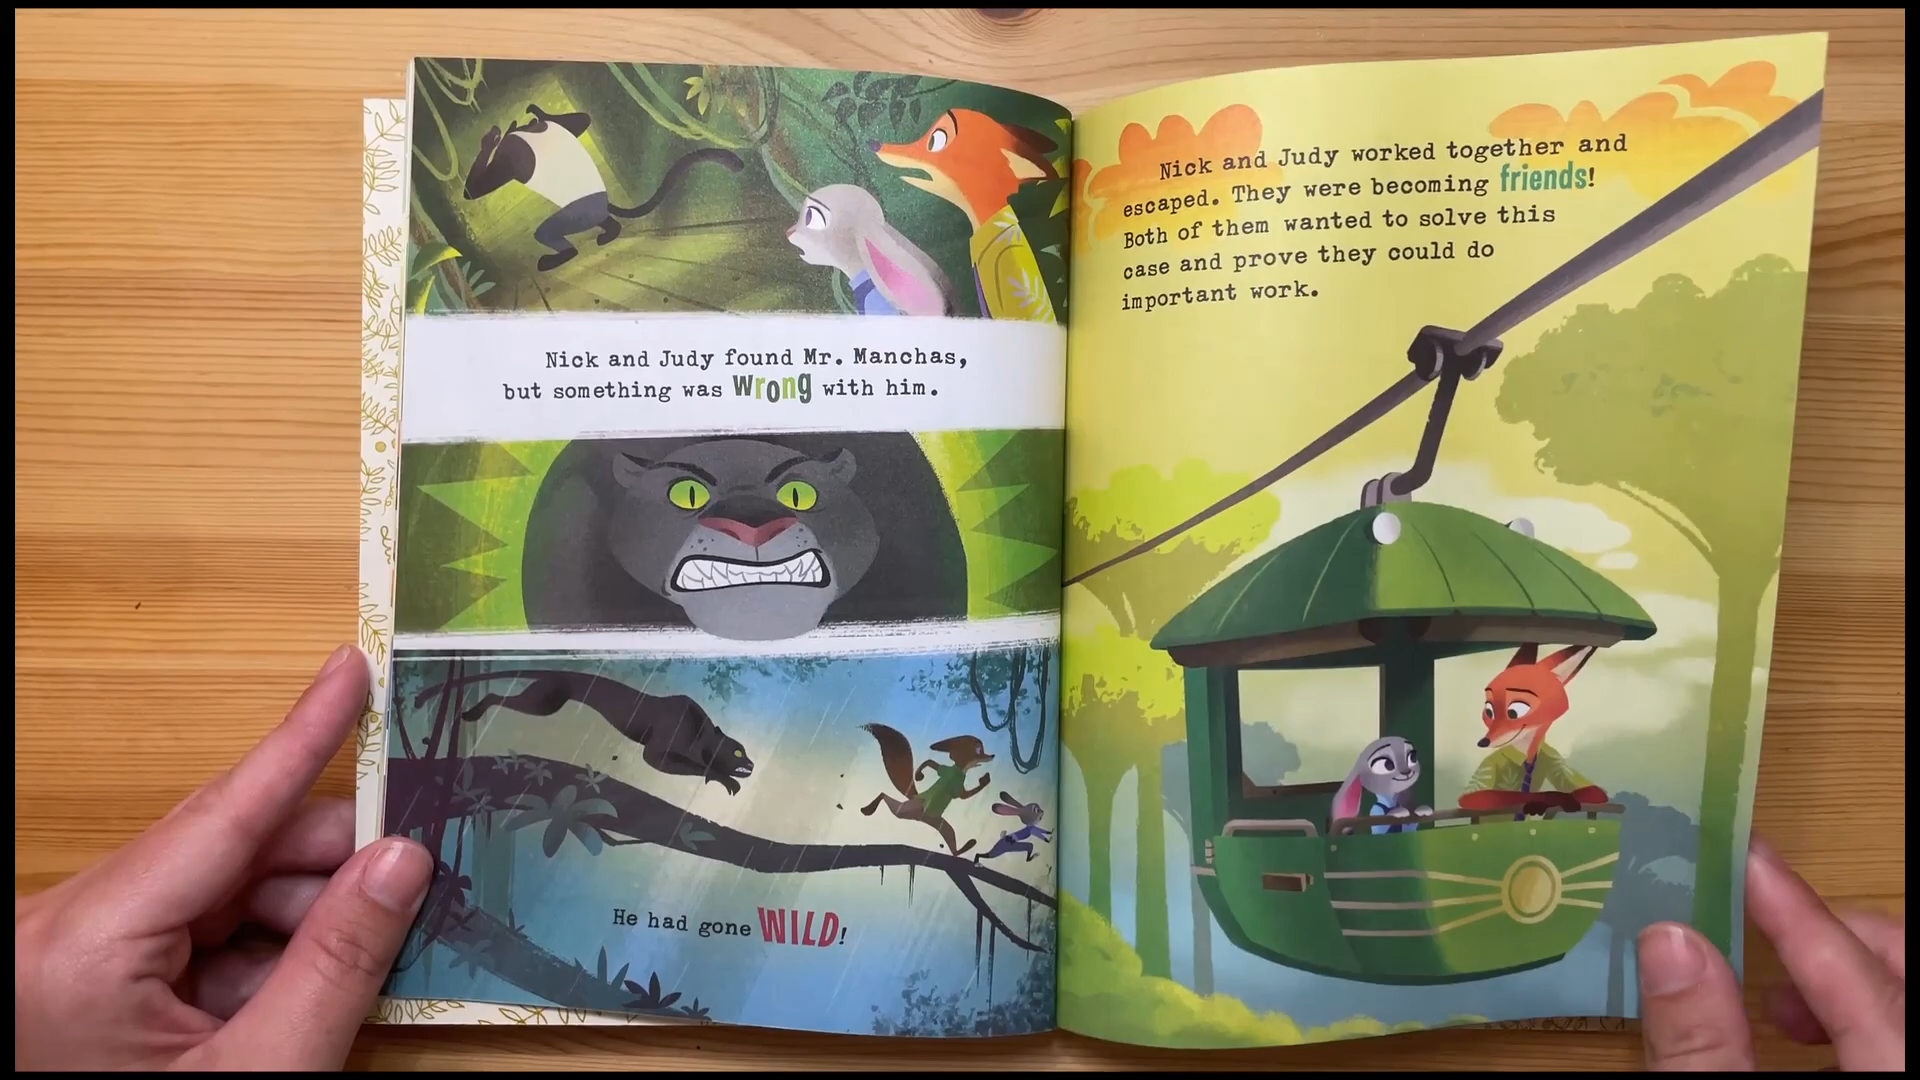 Nick and Judy found Mr. Manchas,
but something was wrong with him.
He had gone WILD!
Nick and Judy worked together and
escaped. They were becoming friends!
Both of them wanted to solve this
case and prove they could do
important work.